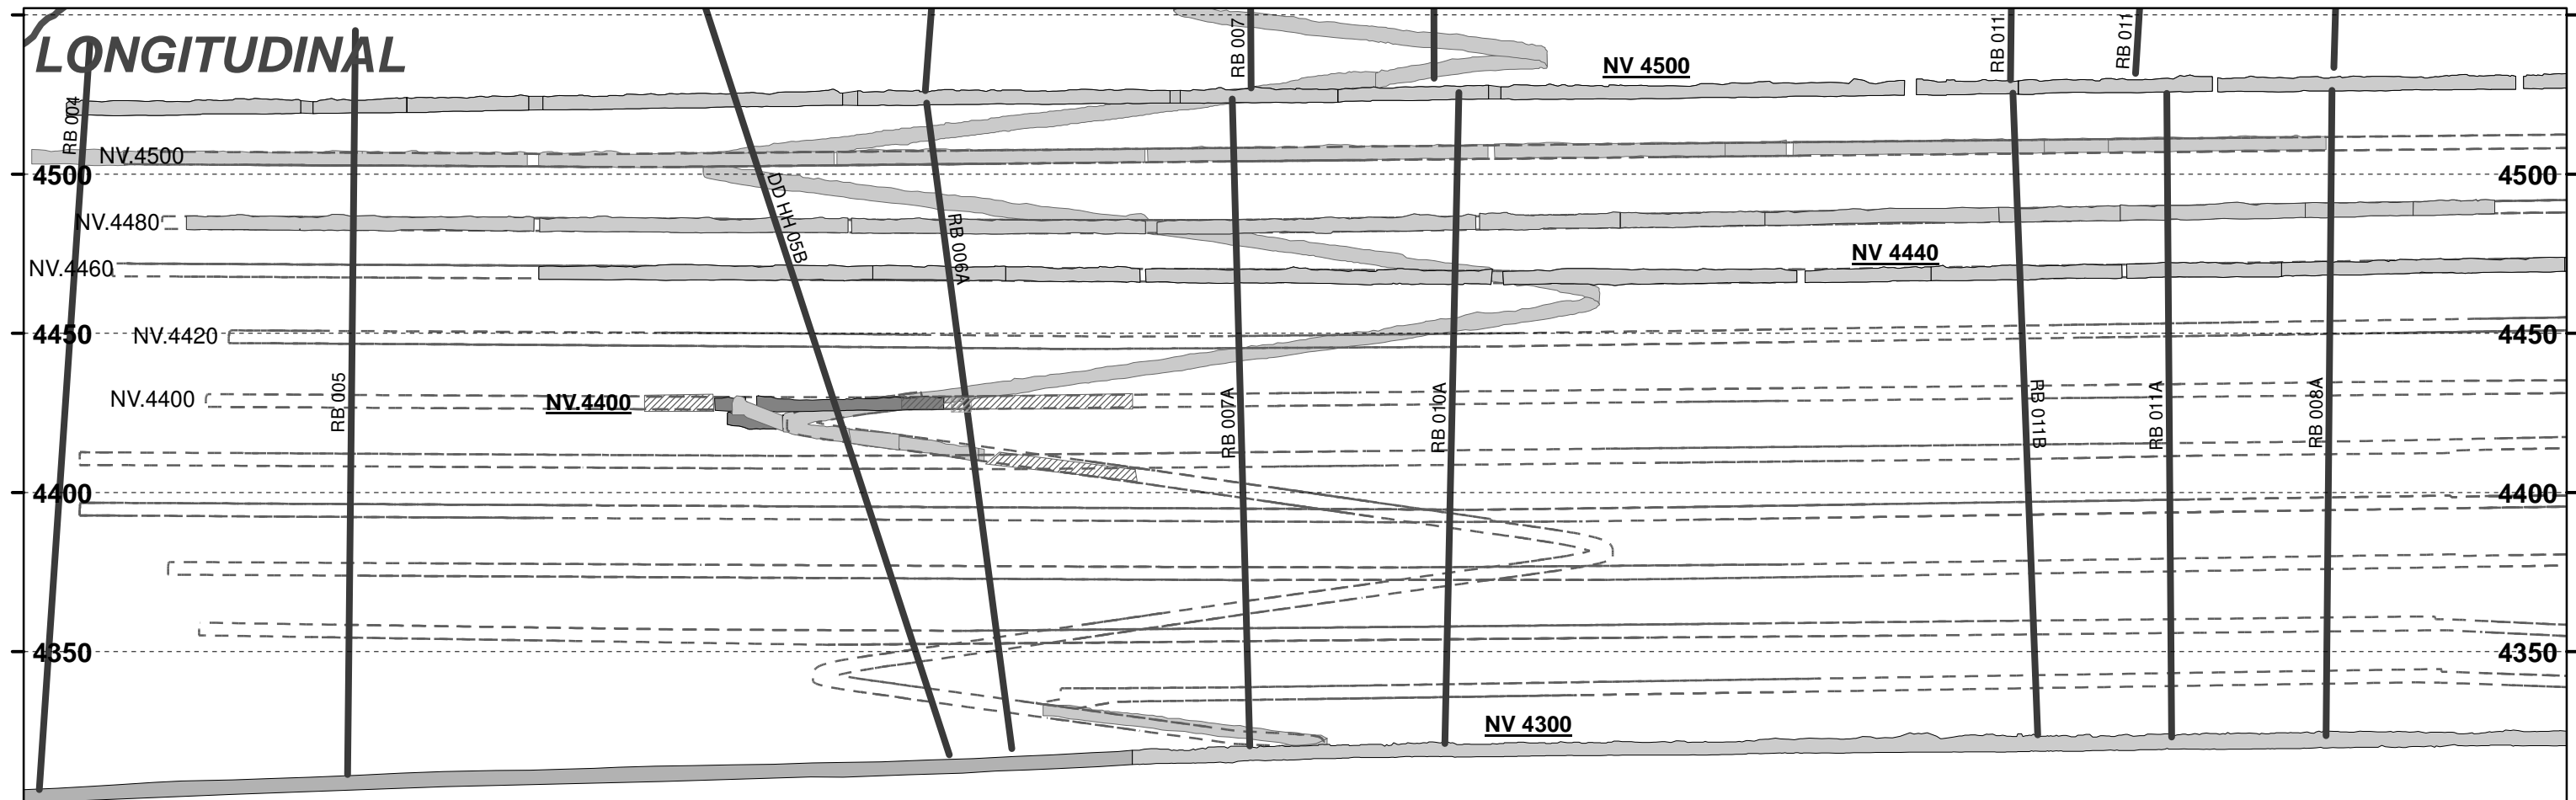 LONGITUDINAL
RB 007
RB 011
RB 011
NV 4500
RB 004
NV.4500
4500
4500
DD HH 05B
NV.4480
RB 006A
NV 4440
NV.4460
4450
NV.4420
4450
RB 005
NV.4400
NV.4400
RB 007A
RB 010A
RB 011B
RB 011A
RB 008A
4400
4400
4350
4350
NV 4300